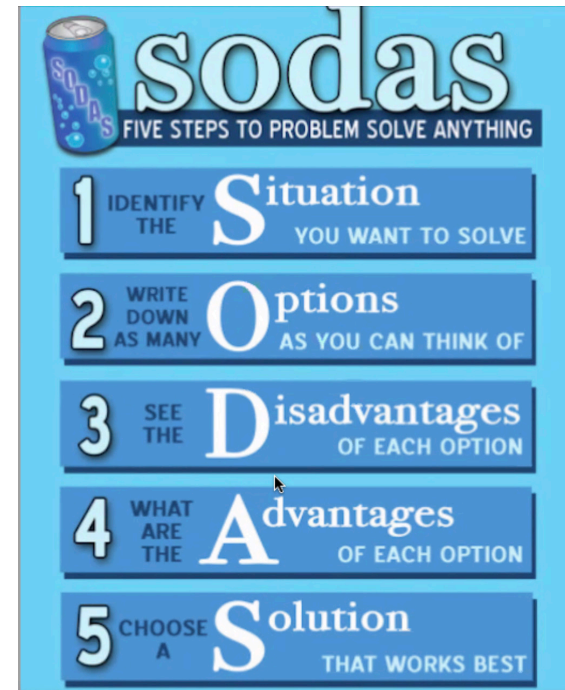 SODAS
sodas
FIVE STEPS TO PROBLEM SOLVE ANYTHING
1 IDENTIFY THE Situation
YOU WANT TO SOLVE
2 WRITE DOWN AS MANY Options
AS YOU CAN THINK OF
3 SEE THE Disadvantages
OF EACH OPTION
4 WHAT ARE THE Advantages
OF EACH OPTION
5 CHOOSE A Solution
THAT WORKS BEST